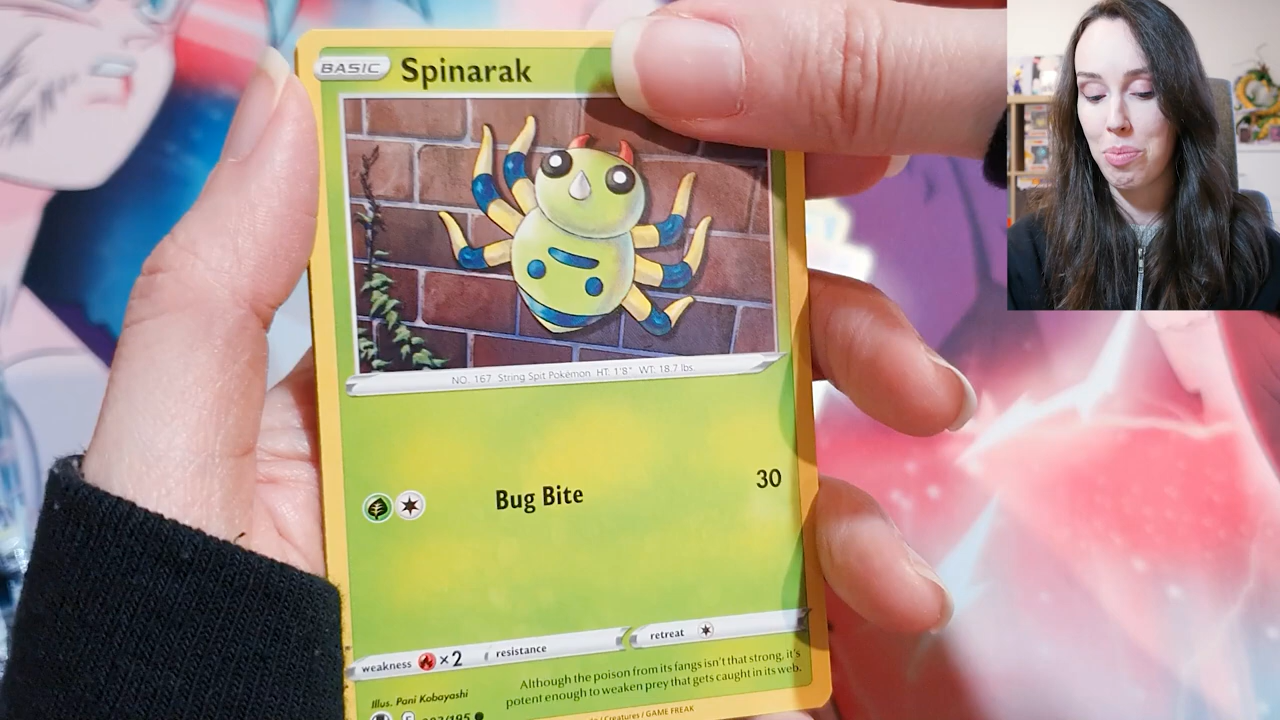 BASIC Spinarak
NO. 167 String Spit Pokémon HT: 1'8" WT: 18.7 lbs.
Bug Bite 30
weakness ×2 resistance retreat
Although the poison from its fangs isn't that strong, it's
potent enough to weaken prey that gets caught in its web.
Illus. Pani Kobayashi
/195
/ Creatures / GAME FREAK